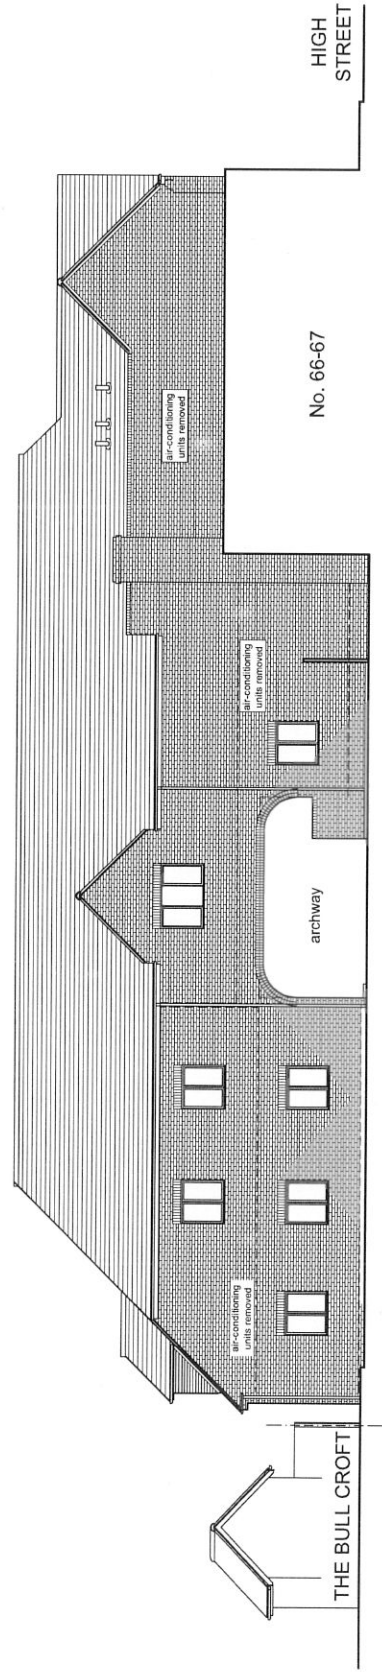 THE BULL CROFT
air-conditioning
units removed
archway
air-conditioning
units removed
air-conditioning
units removed
No. 66-67
HIGH
STREET